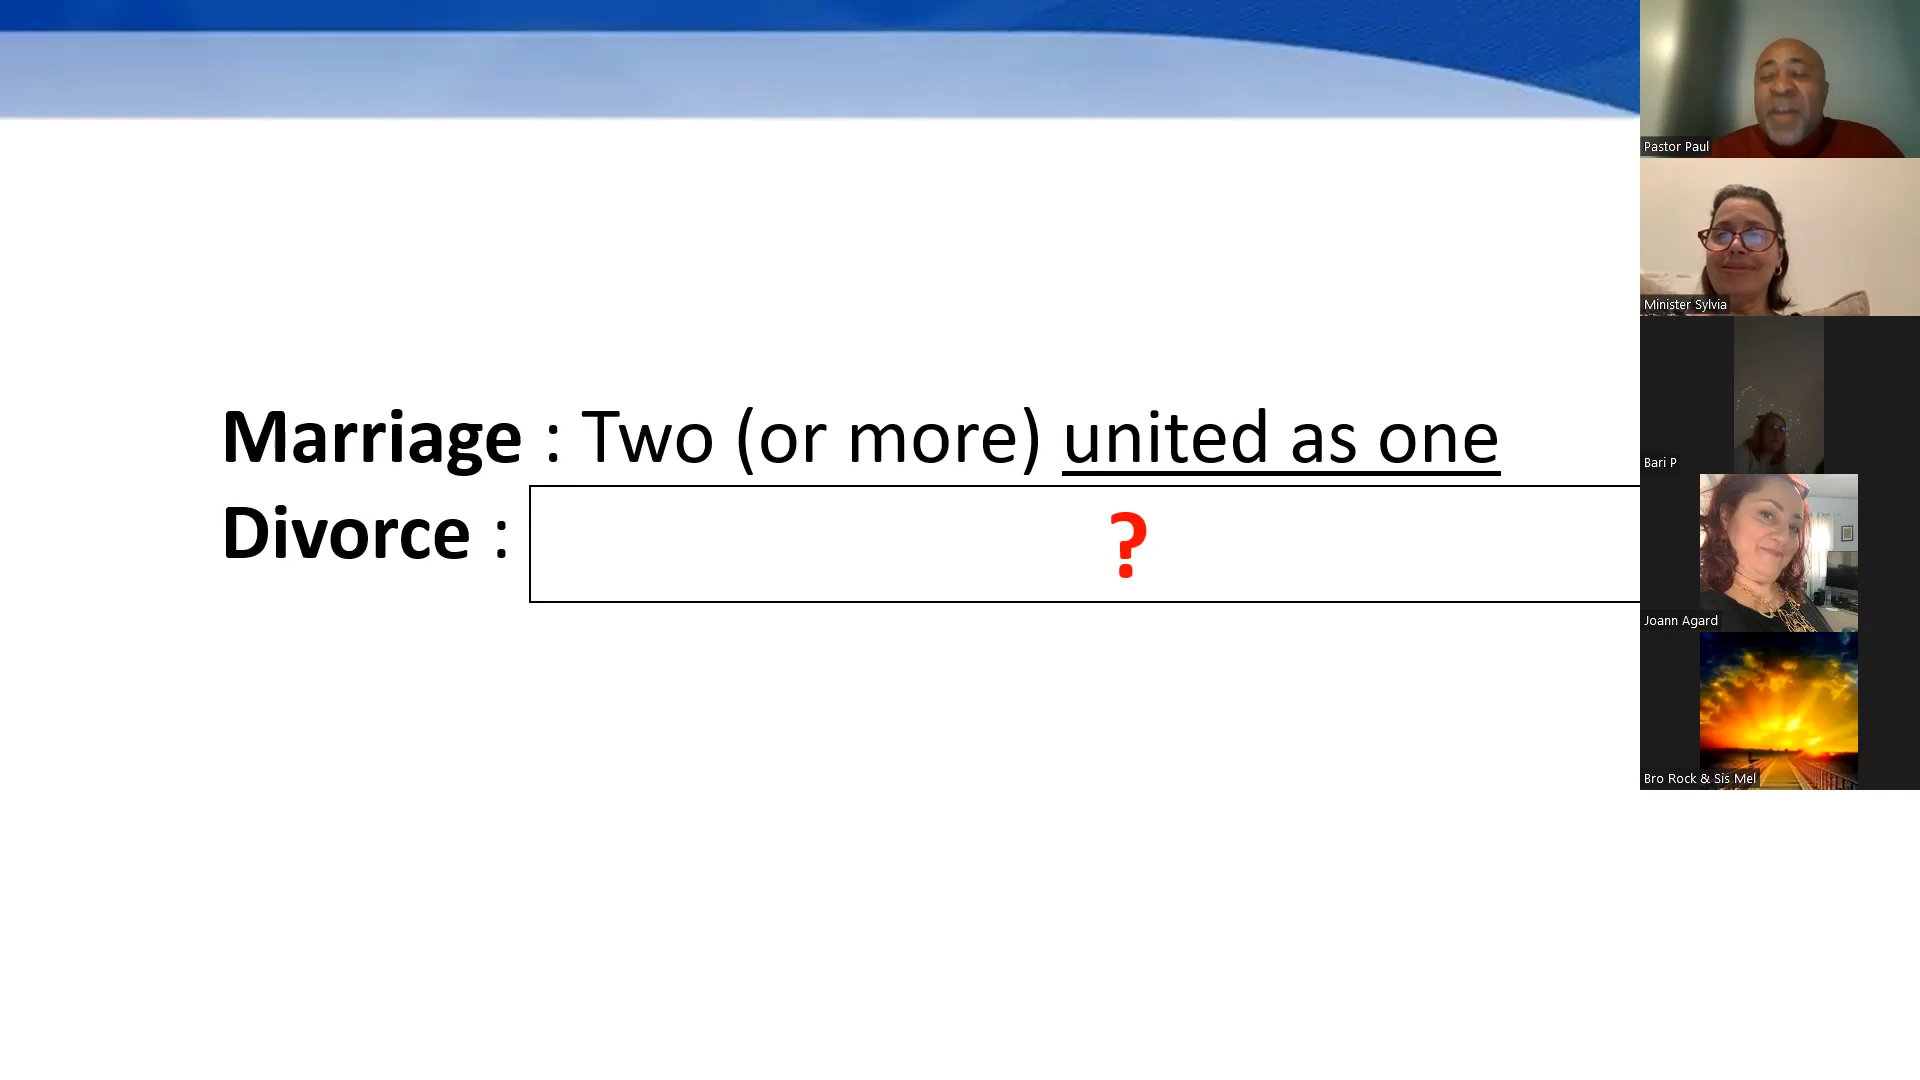 Marriage : Two (or more) united as one
Divorce :
?
Pastor Paul
Minister Sylvia
Bari P
Joann Agard
Bro Rock & Sis Mel